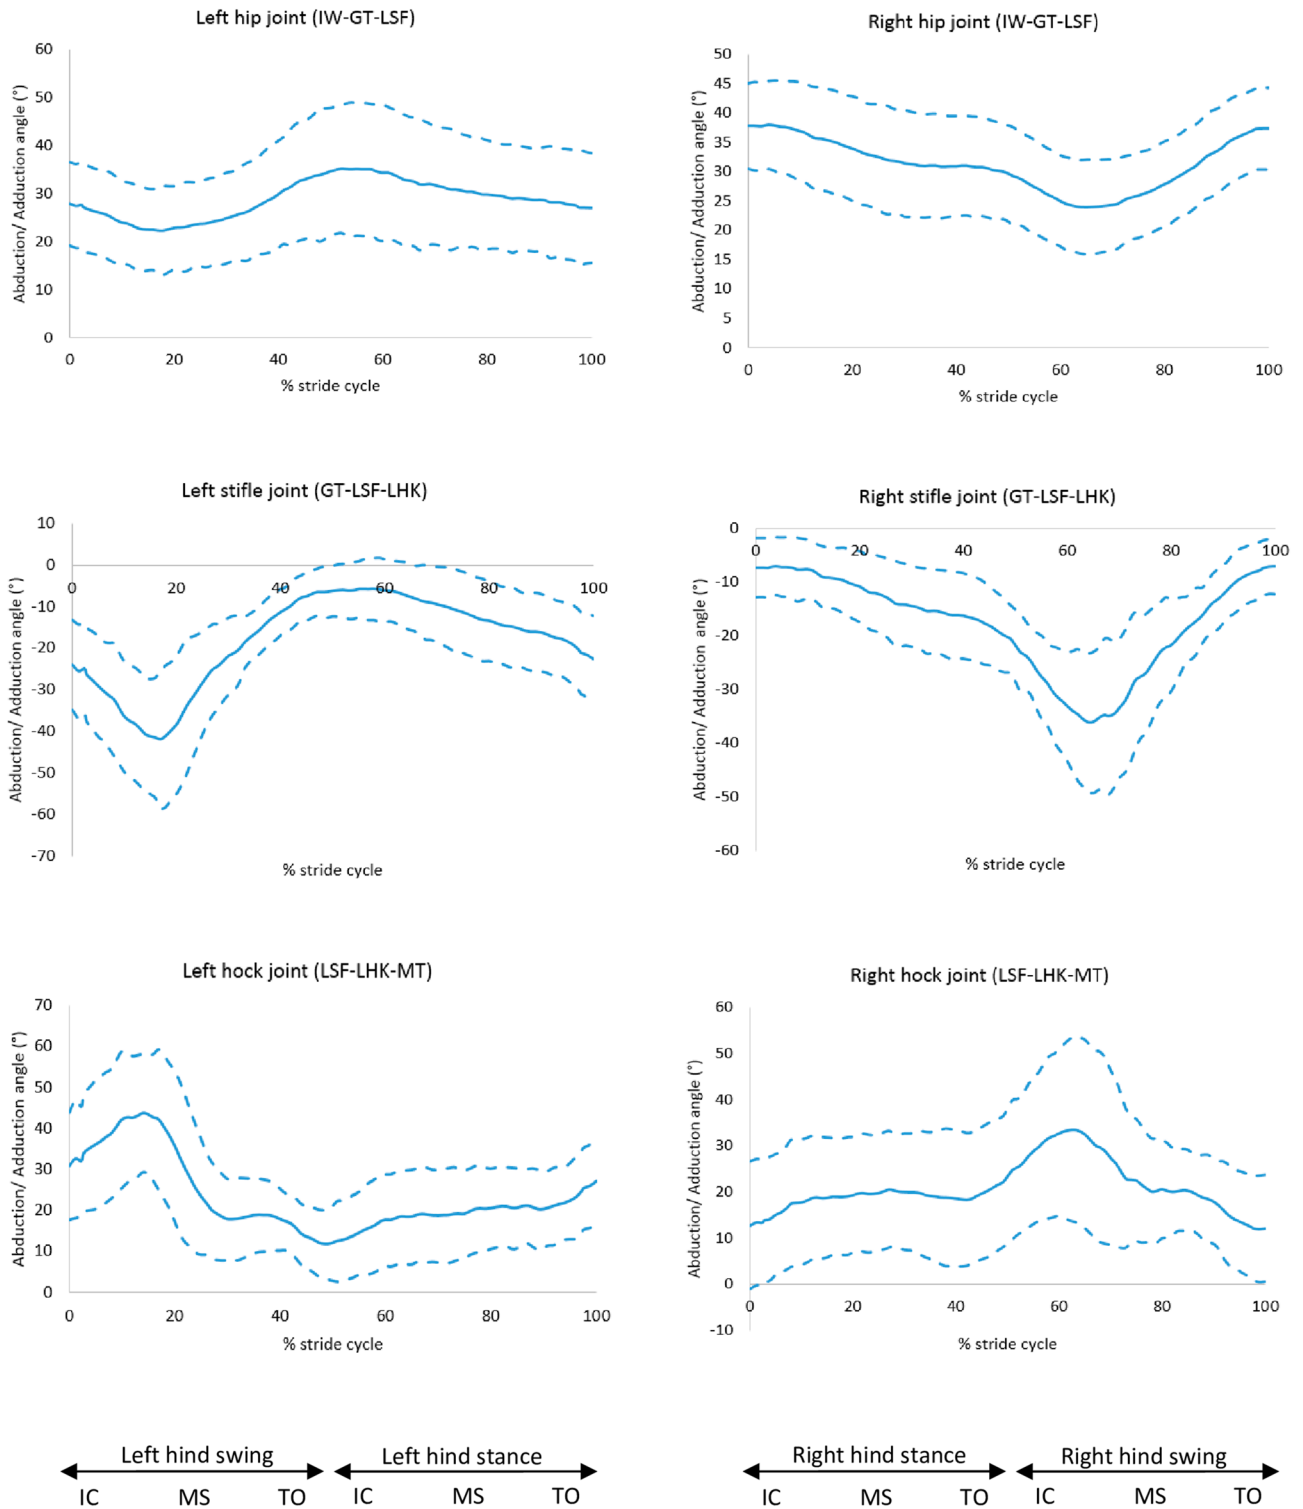 Left hip joint (IW-GT-LSF)
60
50
40
30
20
10
0
Abduction/ Adduction angle (°)
0 20 40 60 80 100
% stride cycle
Right hip joint (IW-GT-LSF)
50
45
40
35
30
25
20
15
10
5
0
Abduction/ Adduction angle (°)
0 20 40 60 80 100
% stride cycle
Left stifle joint (GT-LSF-LHK)
10
0
-10
-20
-30
-40
-50
-60
-70
Abduction/ Adduction angle (°)
0 20 40 60 80 100
% stride cycle
Right stifle joint (GT-LSF-LHK)
0
-10
-20
-30
-40
-50
-60
Abduction/ Adduction angle (°)
0 20 40 60 80 100
% stride cycle
Left hock joint (LSF-LHK-MT)
70
60
50
40
30
20
10
0
Abduction/ Adduction angle (°)
0 20 40 60 80 100
% stride cycle
Right hock joint (LSF-LHK-MT)
60
50
40
30
20
10
0
-10
Abduction/ Adduction angle (°)
0 20 40 60 80 100
% stride cycle
Left hind swing Left hind stance
IC MS TO IC MS TO
Right hind stance Right hind swing
IC MS TO IC MS TO